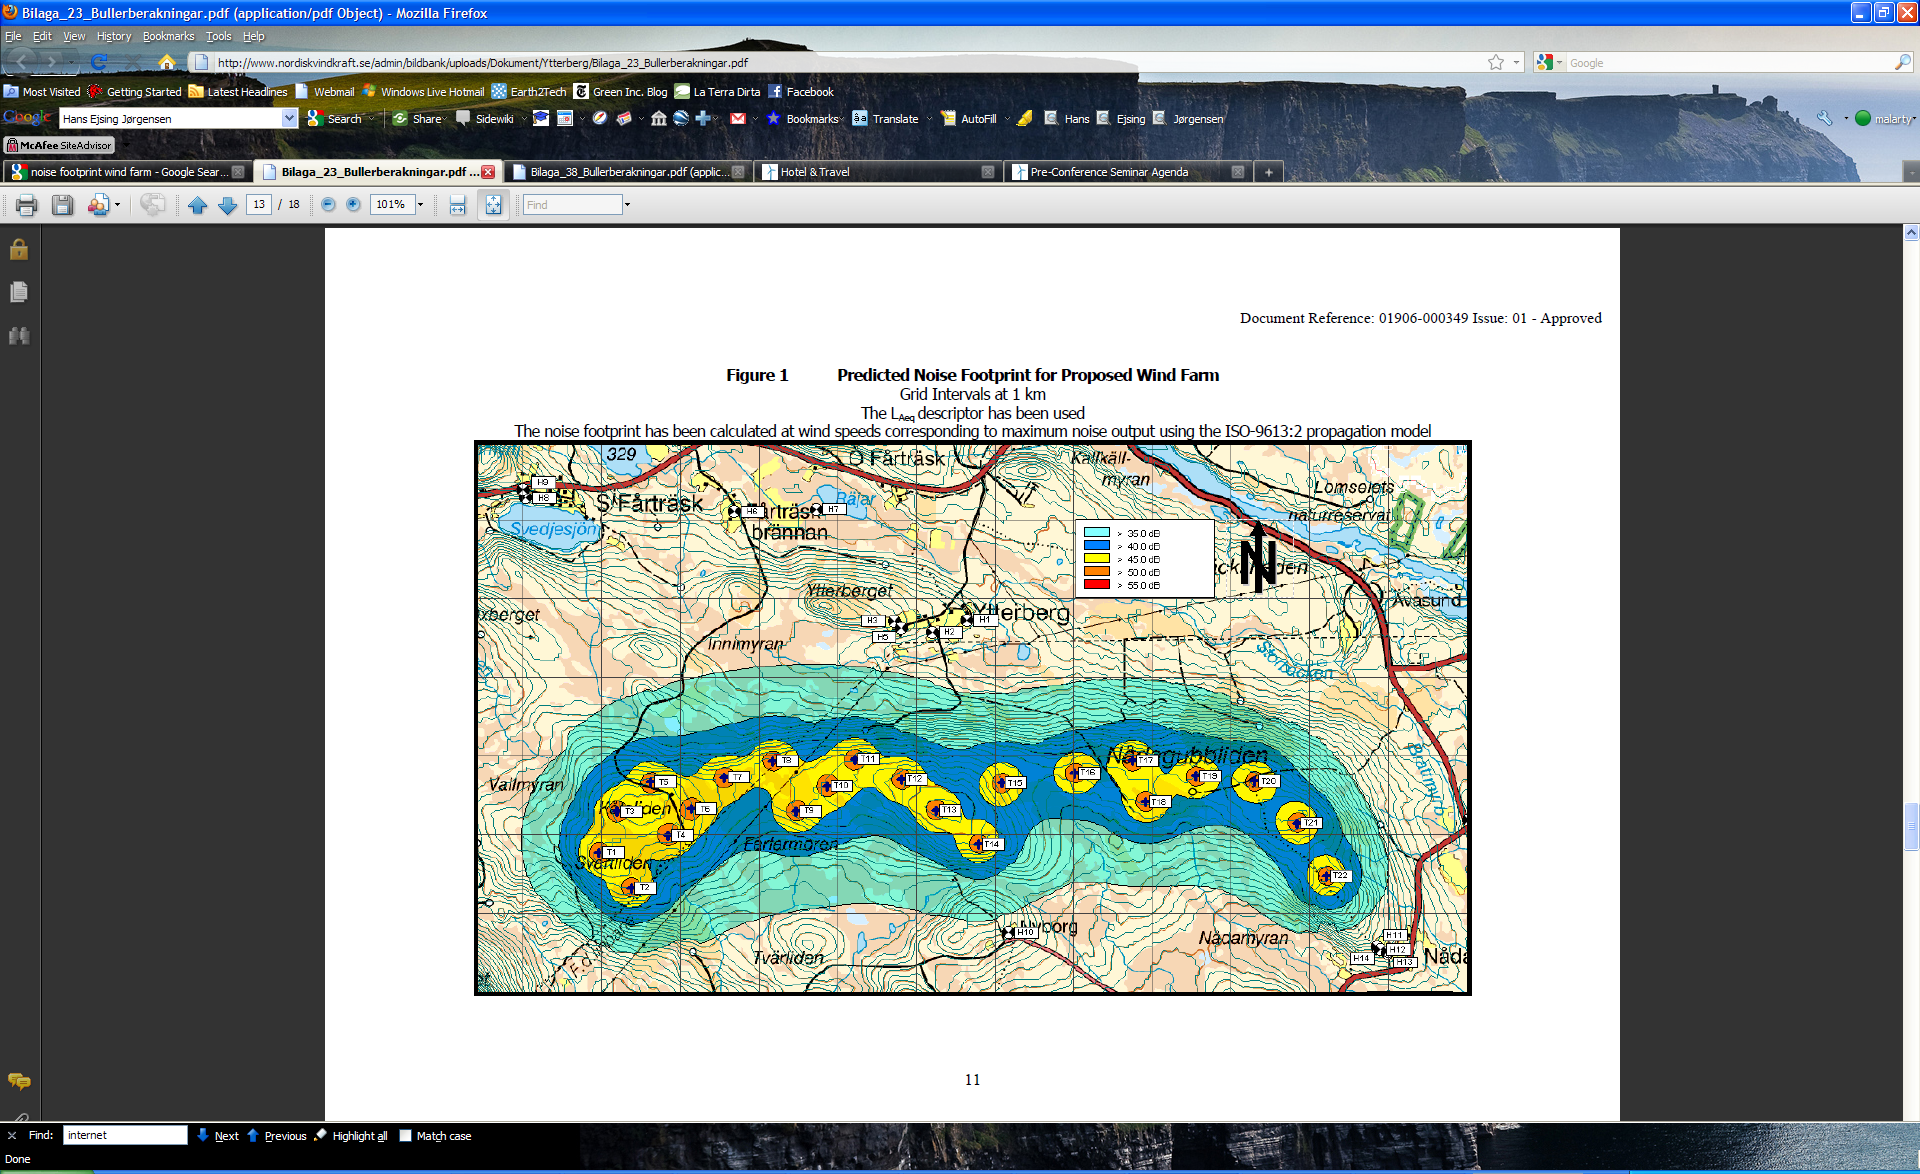 Bilaga_23_Bullerberakningar.pdf (application/pdf Object) - Mozilla Firefox
File Edit View History Bookmarks Tools Help
http://www.nordiskvindkraft.se/admin/bildbank/uploads/Dokument/Ytterberg/Bilaga_23_Bullerberakningar.pdf
Google
Most Visited Getting Started Latest Headlines Webmail Windows Live Hotmail Earth2Tech Green Inc. Blog La Terra Dirta Facebook
Google Hans Ejsing Jørgensen Search Share Sidewiki Bookmarks Translate AutoFill Hans Ejsing Jørgensen malarty
McAfee SiteAdvisor
noise footprint wind farm - Google Sear... Bilaga_23_Bullerberakningar.pdf ... Bilaga_38_Bullerberakningar.pdf (applic... Hotel & Travel Pre-Conference Seminar Agenda
13 / 18 101% Find
Document Reference: 01906-000349 Issue: 01 - Approved
Figure 1 Predicted Noise Footprint for Proposed Wind Farm
Grid Intervals at 1 km
The LAeq descriptor has been used
The noise footprint has been calculated at wind speeds corresponding to maximum noise output using the ISO-9613:2 propagation model
329
Ö Fårträsk
Kallkäll-
myran
Lomselets
naturreservat
H9
H8
S Fårträsk
Svedjesjön
H6
H7
Räjar
Fårträsk-
brännan
> 35.0 dB
> 40.0 dB
> 45.0 dB
> 50.0 dB
> 55.0 dB
N
Avasund
Ytterberget
H3
H5
H2
H1
Ytterberg
Innimyran
Storbäcken
Vallmyran
Nådagubbliden
Båatmyrb
T5
T7
T8
T11
T10
T12
T15
T16
T17
T19
T20
T3
T6
T9
T13
T18
T21
T4
T1
Svartliden
T14
T2
T22
H10
Nyborg
Nådamyran
Tvärliden
H11
H12
H14
H13
Nåda
11
Find: internet Next Previous Highlight all Match case
Done